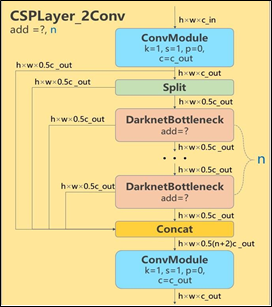 CSPLayer_2Conv
add =?, n
h×w×c_in
ConvModule
k=1, s=1, p=0,
c=c_out
h×w×0.5c_out
h×w×c_out
Split
h×w×0.5c_out
h×w×0.5c_out
DarknetBottleneck
add=?
h×w×0.5c_out
h×w×0.5c_out
...
n
DarknetBottleneck
add=?
h×w×0.5c_out
h×w×0.5c_out
Concat
h×w×0.5(n+2)c_out
ConvModule
k=1, s=1, p=0,
c=c_out
h×w×c_out